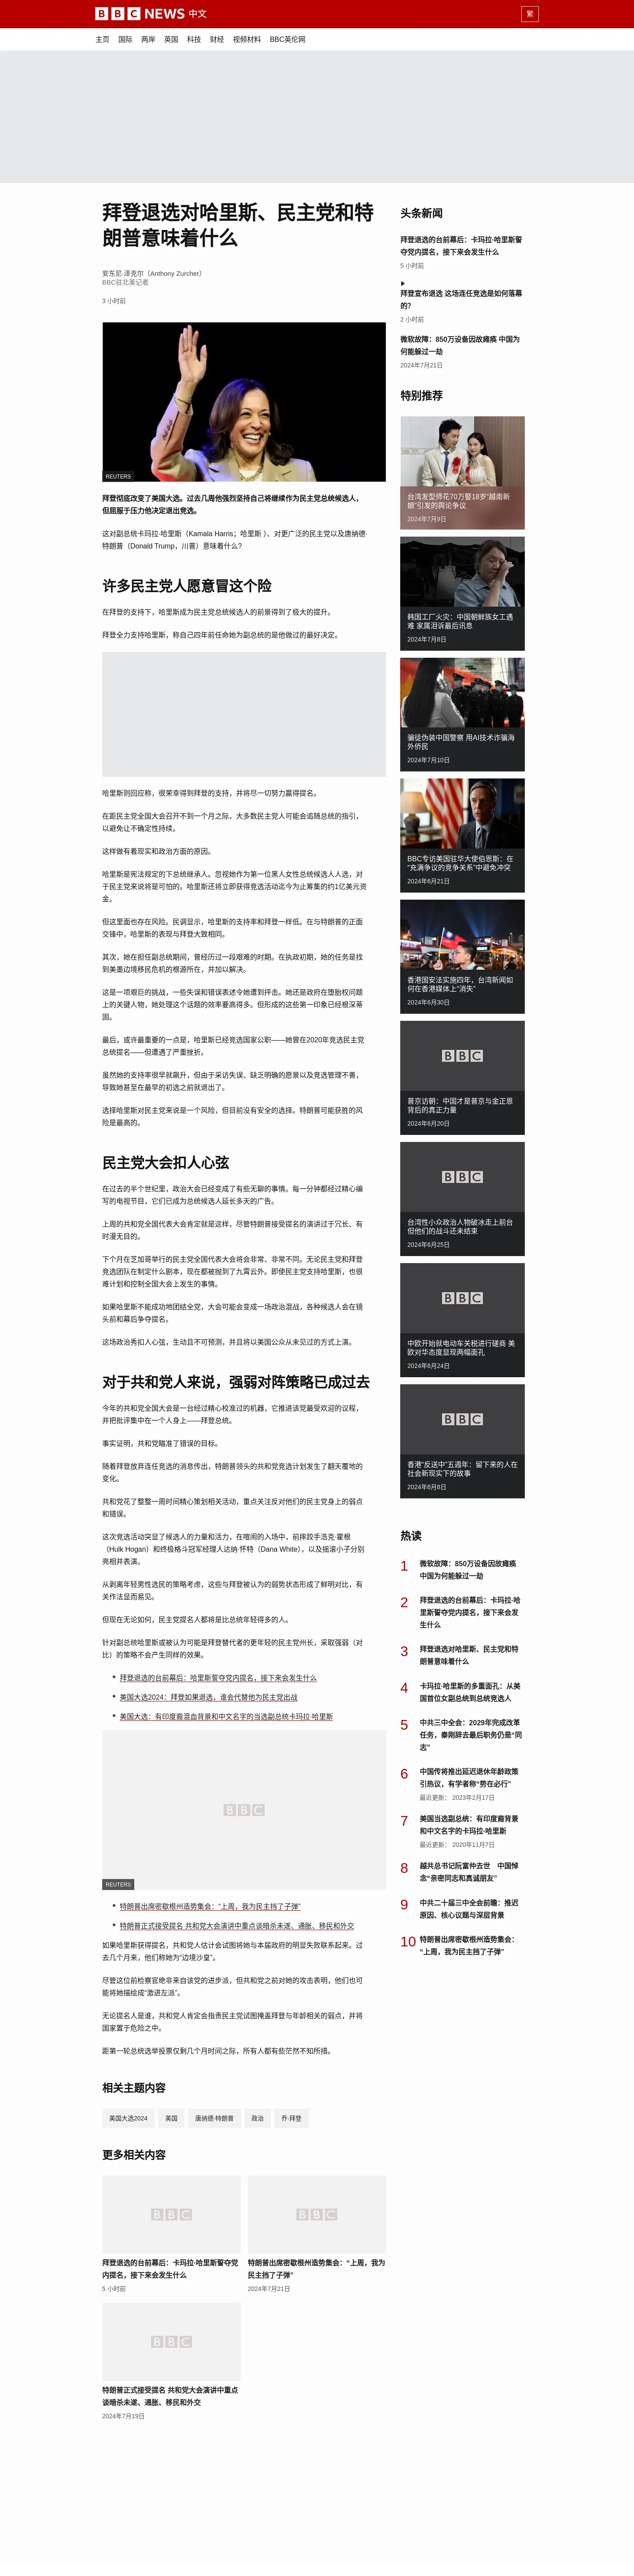 BBC NEWS 中文
繁
主页 国际 两岸 英国 科技 财经 视频材料 BBC英伦网
拜登退选对哈里斯、民主党和特
朗普意味着什么
安东尼·泽克尔（Anthony Zurcher）
BBC驻北美记者
3 小时前
REUTERS
拜登彻底改变了美国大选。过去几周他强烈坚持自己将继续作为民主党总统候选人，
但屈服于压力他决定退出竞选。
这对副总统卡玛拉·哈里斯（Kamala Harris；哈里斯 ）、对更广泛的民主党以及唐纳德·
特朗普（Donald Trump，川普）意味着什么?
许多民主党人愿意冒这个险
在拜登的支持下，哈里斯成为民主党总统候选人的前景得到了极大的提升。
拜登全力支持哈里斯，称自己四年前任命她为副总统的是他做过的最好决定。
哈里斯则回应称，很荣幸得到拜登的支持，并将尽一切努力赢得提名。
在距民主党全国大会召开不到一个月之际，大多数民主党人可能会追随总统的指引，
以避免让不确定性持续。
这样做有着现实和政治方面的原因。
哈里斯是宪法规定的下总统继承人。忽视她作为第一位黑人女性总统候选人人选，对
于民主党来说将是可怕的。哈里斯还将立即获得竞选活动迄今为止筹集的约1亿美元资
金。
但这里面也存在风险。民调显示，哈里斯的支持率和拜登一样低。在与特朗普的正面
交锋中，哈里斯的表现与拜登大致相同。
其次，她在担任副总统期间，曾经历过一段艰难的时期。在执政初期，她的任务是找
到美墨边境移民危机的根源所在，并加以解决。
这是一项艰巨的挑战，一些失误和错误表述令她遭到抨击。她还是政府在堕胎权问题
上的关键人物，她处理这个话题的效率要高得多。但形成的这些第一印象已经根深蒂
固。
最后，或许最重要的一点是，哈里斯已经竞选国家公职——她曾在2020年竞选民主党
总统提名——但遭遇了严重挫折。
虽然她的支持率很早就飙升，但由于采访失误、缺乏明确的愿景以及竞选管理不善，
导致她甚至在最早的初选之前就退出了。
选择哈里斯对民主党来说是一个风险，但目前没有安全的选择。特朗普可能获胜的风
险是最高的。
民主党大会扣人心弦
在过去的半个世纪里，政治大会已经变成了有些无聊的事情。每一分钟都经过精心编
写的电视节目，它们已成为总统候选人延长多天的广告。
上周的共和党全国代表大会肯定就是这样，尽管特朗普接受提名的演讲过于冗长、有
时漫无目的。
下个月在芝加哥举行的民主党全国代表大会将会非常、非常不同。无论民主党和拜登
竞选团队在制定什么剧本，现在都被抛到了九霄云外。即使民主党支持哈里斯，也很
难计划和控制全国大会上发生的事情。
如果哈里斯不能成功地团结全党，大会可能会变成一场政治混战，各种候选人会在镜
头前和幕后争夺提名。
这场政治秀扣人心弦，生动且不可预测，并且将以美国公众从未见过的方式上演。
对于共和党人来说，强弱对阵策略已成过去
今年的共和党全国大会是一台经过精心校准过的机器，它推进该党最受欢迎的议程，
并把批评集中在一个人身上——拜登总统。
事实证明，共和党瞄准了错误的目标。
随着拜登放弃连任竞选的消息传出，特朗普领头的共和党竞选计划发生了翻天覆地的
变化。
共和党花了整整一周时间精心策划相关活动，重点关注反对他们的民主党身上的弱点
和错误。
这次竞选活动突显了候选人的力量和活力，在喧闹的入场中，前摔跤手浩克·霍根
（Hulk Hogan）和终极格斗冠军经理人达纳·怀特（Dana White），以及摇滚小子分别
亮相并表演。
从剥离年轻男性选民的策略考虑，这些与拜登被认为的弱势状态形成了鲜明对比，有
关作法显而易见。
但现在无论如何，民主党提名人都将是比总统年轻得多的人。
针对副总统哈里斯或被认为可能是拜登替代者的更年轻的民主党州长，采取强弱（对
比）的策略不会产生同样的效果。
拜登退选的台前幕后：哈里斯誓夺党内提名，接下来会发生什么
美国大选2024：拜登如果退选，谁会代替他为民主党出战
美国大选：有印度裔混血背景和中文名字的当选副总统卡玛拉·哈里斯
BBC
REUTERS
特朗普出席密歇根州造势集会：“上周，我为民主挡了子弹”
特朗普正式接受提名 共和党大会演讲中重点谈暗杀未遂、通胀、移民和外交
如果哈里斯获得提名，共和党人估计会试图将她与本届政府的明显失败联系起来。过
去几个月来，他们称她为“边境沙皇”。
尽管这位前检察官绝非来自该党的进步派，但共和党之前对她的攻击表明，他们也可
能将她描绘成“激进左派”。
无论提名人是谁，共和党人肯定会指责民主党试图掩盖拜登与年龄相关的弱点，并将
国家置于危险之中。
距第一轮总统选举投票仅剩几个月时间之际，所有人都有些茫然不知所措。
相关主题内容
美国大选2024 美国 唐纳德·特朗普 政治 乔·拜登
更多相关内容
BBC
拜登退选的台前幕后：卡玛拉·哈里斯誓夺党
内提名，接下来会发生什么
5 小时前
BBC
特朗普出席密歇根州造势集会：“上周，我为
民主挡了子弹”
2024年7月21日
BBC
特朗普正式接受提名 共和党大会演讲中重点
谈暗杀未遂、通胀、移民和外交
2024年7月19日
头条新闻
拜登退选的台前幕后：卡玛拉·哈里斯誓
夺党内提名，接下来会发生什么
5 小时前
拜登宣布退选 这场连任竞选是如何落幕
的?
2 小时前
微软故障：850万设备因故瘫痪 中国为
何能躲过一劫
2024年7月21日
特别推荐
台湾发型师花70万娶18岁“越南新
娘”引发的舆论争议
2024年7月9日
韩国工厂火灾：中国朝鲜族女工遇
难 家属泪诉最后讯息
2024年7月8日
骗徒伪装中国警察 用AI技术诈骗海
外侨民
2024年7月10日
BBC专访美国驻华大使伯恩斯：在
“充满争议的竞争关系”中避免冲突
2024年6月21日
香港国安法实施四年，台湾新闻如
何在香港媒体上“消失”
2024年6月30日
BBC
普京访朝：中国才是普京与金正恩
背后的真正力量
2024年6月20日
BBC
台湾性小众政治人物破冰走上前台
但他们的战斗还未结束
2024年6月25日
BBC
中欧开始就电动车关税进行磋商 美
欧对华态度显现两幅面孔
2024年6月24日
BBC
香港“反送中”五週年：留下来的人在
社会新现实下的故事
2024年6月8日
热读
1 微软故障：850万设备因故瘫痪
中国为何能躲过一劫
2 拜登退选的台前幕后：卡玛拉·哈
里斯誓夺党内提名，接下来会发
生什么
3 拜登退选对哈里斯、民主党和特
朗普意味着什么
4 卡玛拉·哈里斯的多重面孔：从美
国首位女副总统到总统竞选人
5 中共三中全会：2029年完成改革
任务，秦刚辞去最后职务仍是“同
志”
6 中国传将推出延迟退休年龄政策
引热议，有学者称“势在必行”
最近更新： 2023年2月17日
7 美国当选副总统：有印度裔背景
和中文名字的卡玛拉·哈里斯
最近更新： 2020年11月7日
8 越共总书记阮富仲去世　中国悼
念“亲密同志和真诚朋友”
9 中共二十届三中全会前瞻：推迟
原因、核心议题与深层背景
10 特朗普出席密歇根州造势集会：
“上周，我为民主挡了子弹”